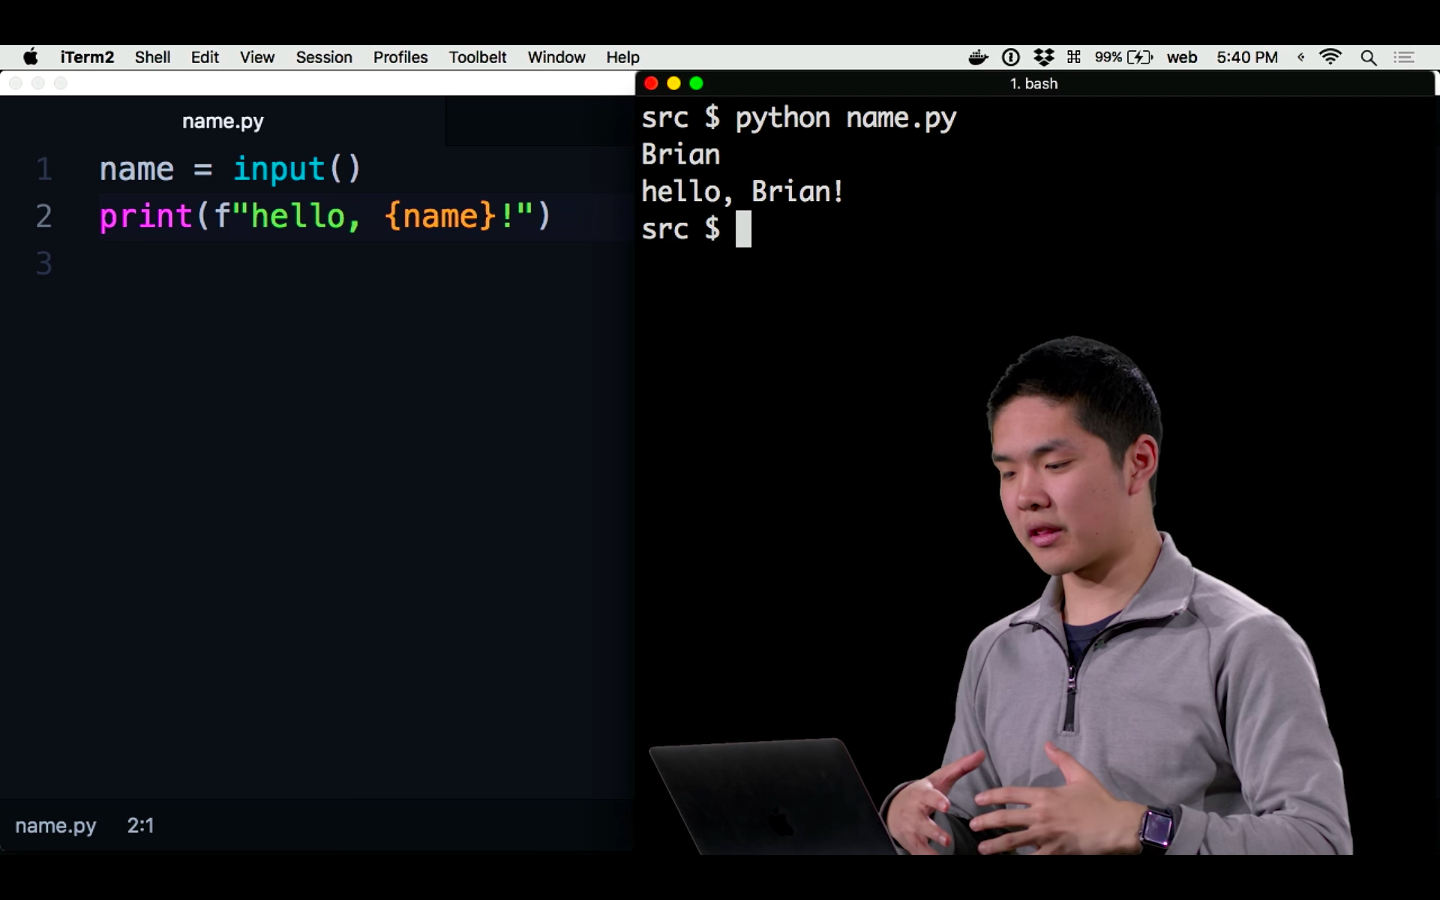 iTerm2 Shell Edit View Session Profiles Toolbelt Window Help 99% web 5:40 PM
1. bash
name.py
1 name = input()
2 print(f"hello, {name}!")
3
name.py 2:1
src $ python name.py
Brian
hello, Brian!
src $